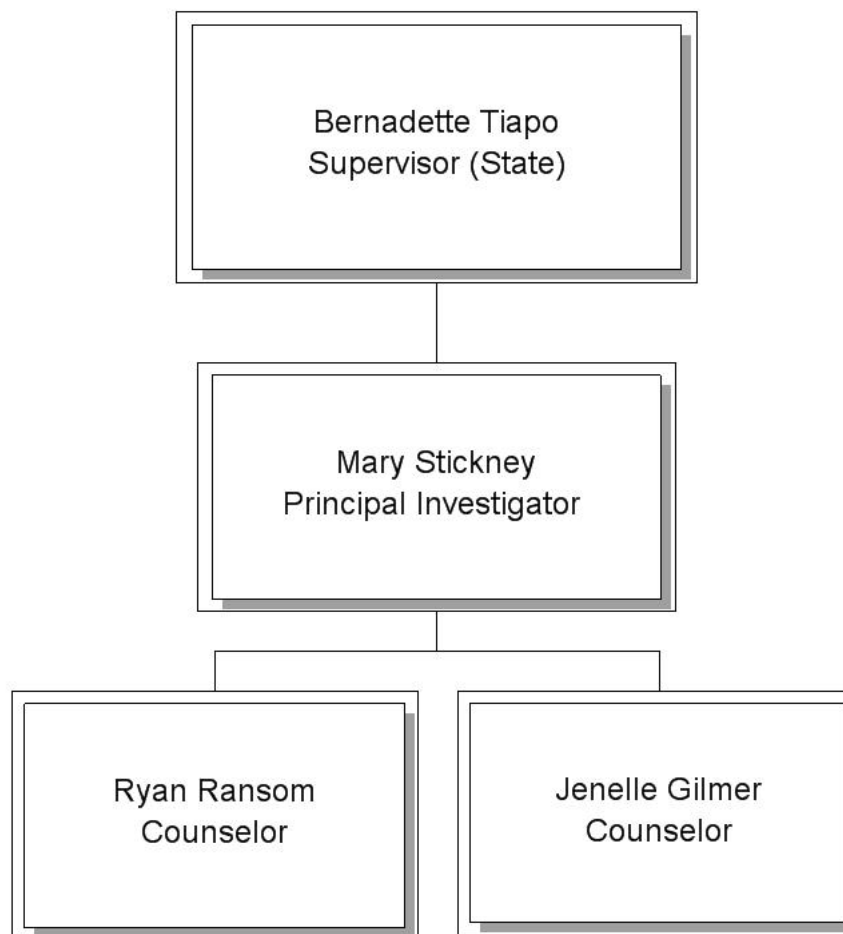 Bernadette Tiapo
Supervisor (State)
Mary Stickney
Principal Investigator
Ryan Ransom
Counselor
Jenelle Gilmer
Counselor